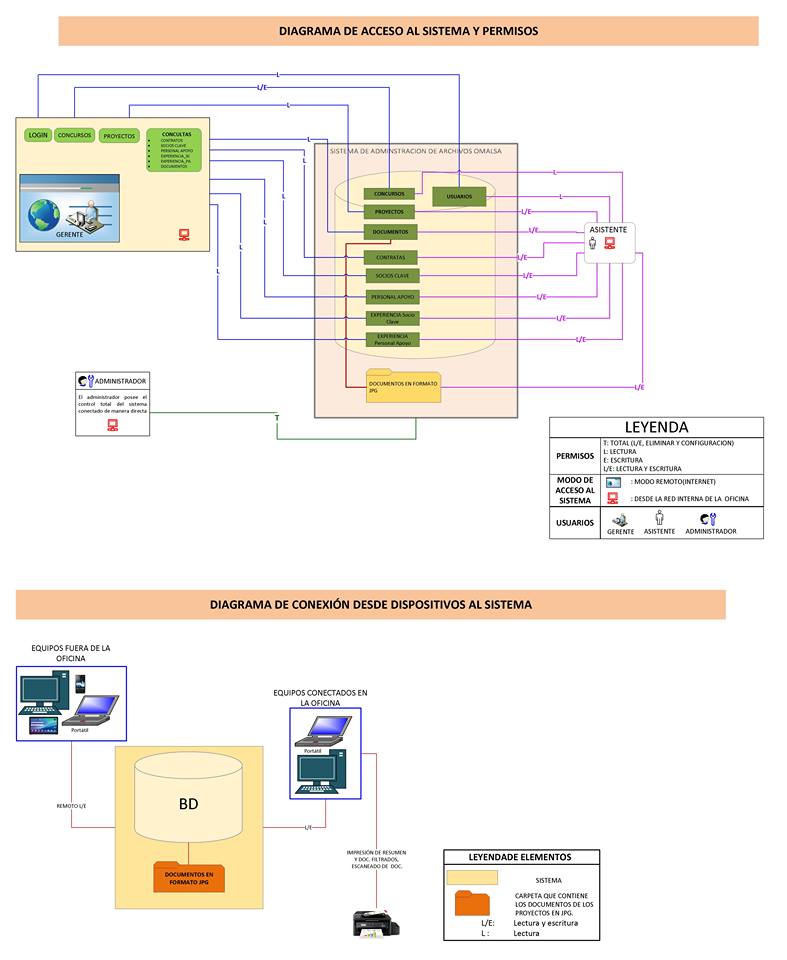 DIAGRAMA DE ACCESO AL SISTEMA Y PERMISOS
L
L/E
L
LOGIN
CONCURSOS
PROYECTOS
CONCULTAS
CONTRATOS
SOCIOS CLAVE
PERSONAL APOYO
EXPERIENCIA_SC
EXPERIENCIA_PA
DOCUMENTOS
GERENTE
L
L
L
L
L
L
SISTEMA DE ADMINSTRACION DE ARCHIVOS OMALSA
CONCURSOS
USUARIOS
PROYECTOS
DOCUMENTOS
CONTRATAS
SOCIOS CLAVE
PERSONAL APOYO
EXPERIENCIA Socio
Clave
EXPERIENCIA
Personal Apoyo
DOCUMENTOS EN FORMATO
JPG
L
L
L/E
L/E
L/E
L/E
L/E
L/E
L/E
L/E
ASISTENTE
ADMINISTRADOR
El administrador posee el
control total del sistema
conectado de manera directa
T
LEYENDA
PERMISOS
T: TOTAL (L/E, ELIMINAR Y CONFIGURACION)
L: LECTURA
E: ESCRITURA
L/E: LECTURA Y ESCRITURA
MODO DE
ACCESO AL
SISTEMA
: MODO REMOTO(INTERNET)
: DESDE LA RED INTERNA DE LA OFICINA
USUARIOS
GERENTE
ASISTENTE
ADMINISTRADOR
DIAGRAMA DE CONEXIÓN DESDE DISPOSITIVOS AL SISTEMA
EQUIPOS FUERA DE LA
OFICINA
Portátil
EQUIPOS CONECTADOS EN
LA OFICINA
Portátil
BD
REMOTO L/E
L/E
DOCUMENTOS EN
FORMATO JPG
IMPRESIÓN DE RESUMEN
Y DOC. FILTRADOS,
ESCANEADO DE DOC.
LEYENDADE ELEMENTOS
SISTEMA
CARPETA QUE CONTIENE
LOS DOCUMENTOS DE LOS
PROYECTOS EN JPG.
L/E: Lectura y escritura
L : Lectura